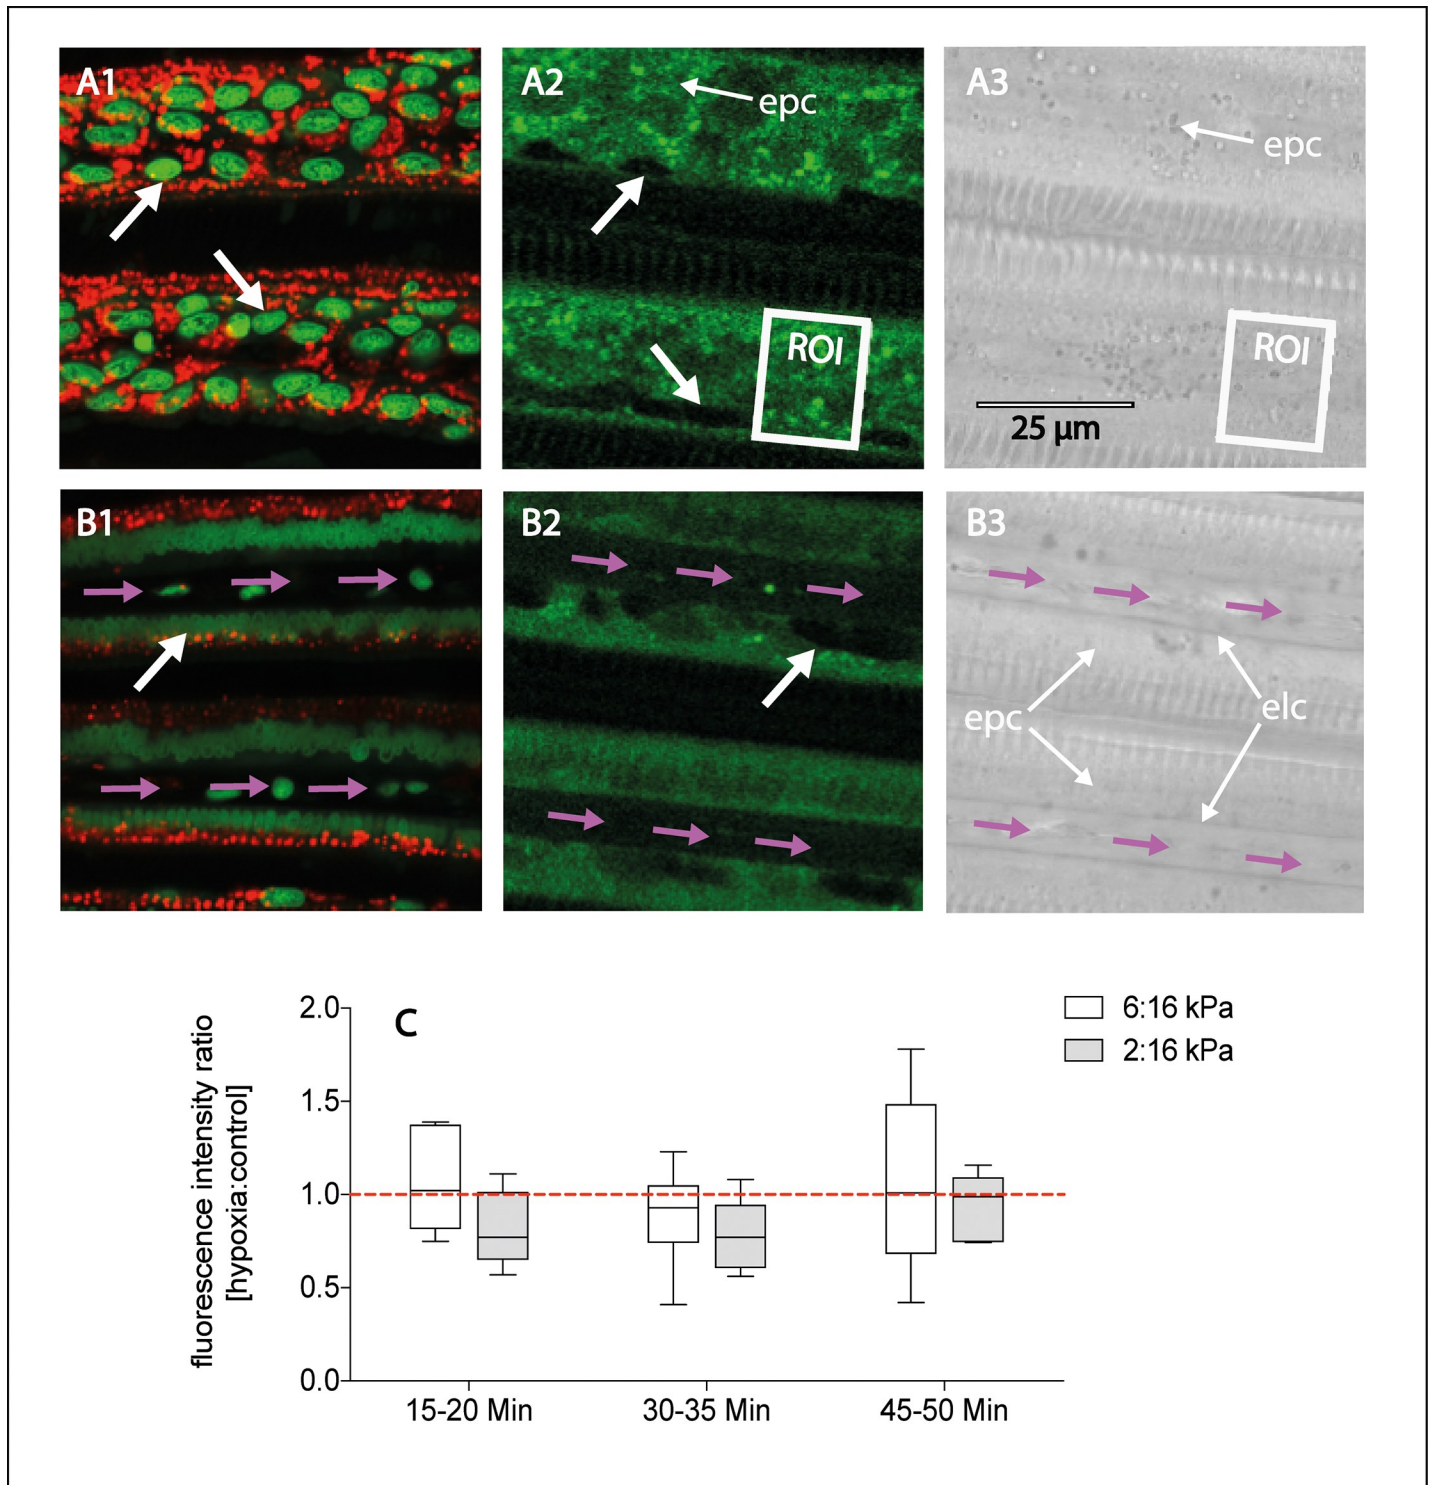 A1
A2
epc
A3
epc
ROI
ROI
25 µm
B1
B2
B3
epc
elc
C
fluorescence intensity ratio
[hypoxia:control]
2.0
1.5
1.0
0.5
0.0
6:16 kPa
2:16 kPa
15-20 Min
30-35 Min
45-50 Min